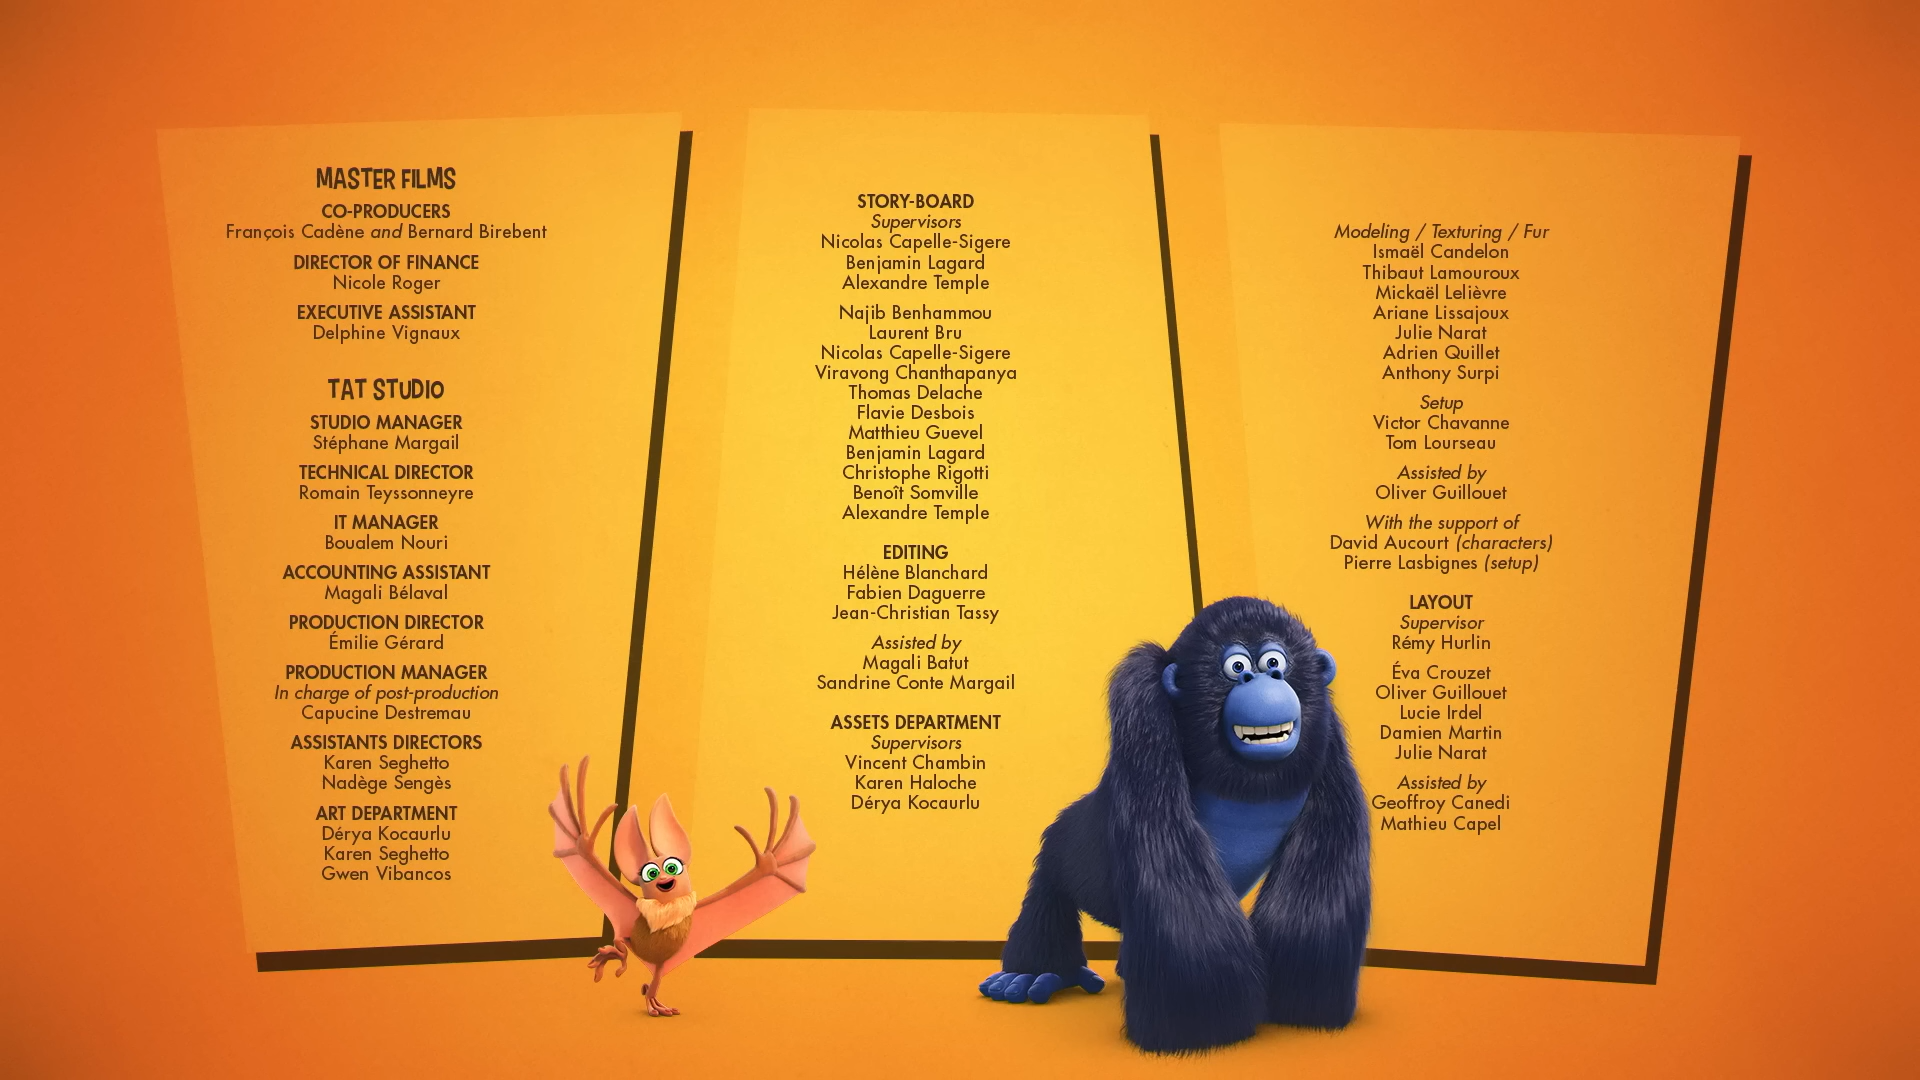 MASTER FILMS
CO-PRODUCERS
François Cadène and Bernard Birebent
DIRECTOR OF FINANCE
Nicole Roger
EXECUTIVE ASSISTANT
Delphine Vignaux
TAT STUDIO
STUDIO MANAGER
Stéphane Margail
TECHNICAL DIRECTOR
Romain Teyssonneyre
IT MANAGER
Boualem Nouri
ACCOUNTING ASSISTANT
Magali Bélaval
PRODUCTION DIRECTOR
Émilie Gérard
PRODUCTION MANAGER
In charge of post-production
Capucine Destremau
ASSISTANTS DIRECTORS
Karen Seghetto
Nadège Sengès
ART DEPARTMENT
Dérya Kocaurlu
Karen Seghetto
Gwen Vibancos
STORY-BOARD
Supervisors
Nicolas Capelle-Sigere
Benjamin Lagard
Alexandre Temple
Najib Benhammou
Laurent Bru
Nicolas Capelle-Sigere
Viravong Chanthapanya
Thomas Delache
Flavie Desbois
Matthieu Guevel
Benjamin Lagard
Christophe Rigotti
Benoît Somville
Alexandre Temple
EDITING
Hélène Blanchard
Fabien Daguerre
Jean-Christian Tassy
Assisted by
Magali Batut
Sandrine Conte Margail
ASSETS DEPARTMENT
Supervisors
Vincent Chambin
Karen Haloche
Dérya Kocaurlu
Modeling / Texturing / Fur
Ismaël Candelon
Thibaut Lamouroux
Mickaël Lelièvre
Ariane Lissajoux
Julie Narat
Adrien Quillet
Anthony Surpi
Setup
Victor Chavanne
Tom Lourseau
Assisted by
Oliver Guillouet
With the support of
David Aucourt (characters)
Pierre Lasbignes (setup)
LAYOUT
Supervisor
Rémy Hurlin
Éva Crouzet
Oliver Guillouet
Lucie Irdel
Damien Martin
Julie Narat
Assisted by
Geoffroy Canedi
Mathieu Capel